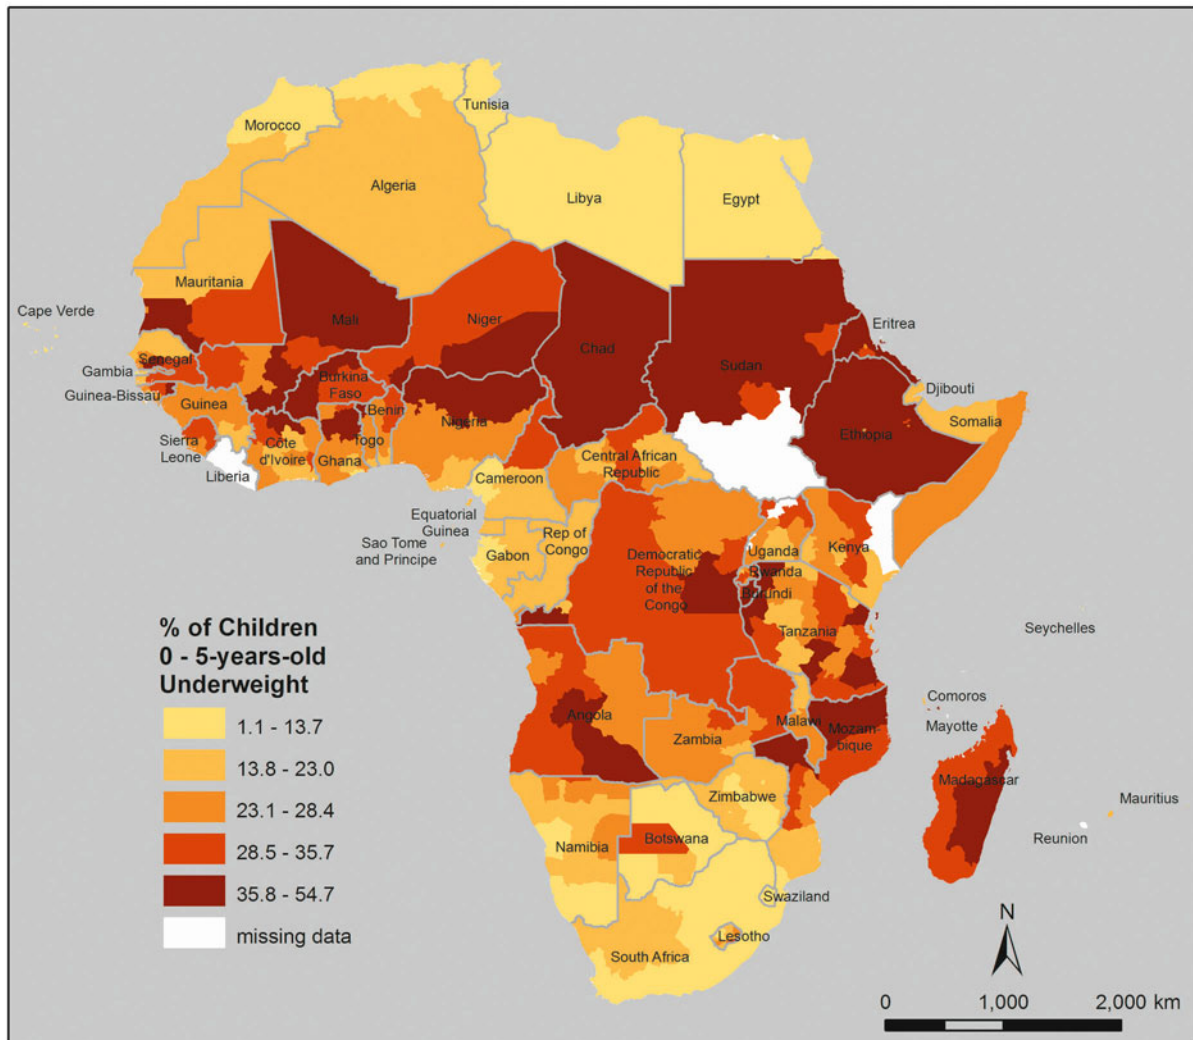 Tunisia
Morocco
Algeria
Libya
Egypt
Mauritania
Cape Verde
Mali
Niger
Chad
Eritrea
Senegal
Sudan
Gambia
Burkina
Faso
Djibouti
Guinea-Bissau
Guinea
Benin
Nigeria
Somalia
Ethiopia
Sierra
Leone
Côte
d'Ivoire
Togo
Ghana
Central African
Republic
Liberia
Cameroon
Equatorial
Guinea
Rep of
Congo
Sao Tome
and Principe
Gabon
Democratic
Republic
of the
Congo
Uganda
Kenya
Rwanda
Burundi
Tanzania
Seychelles
% of Children
0 - 5-years-old
Underweight
1.1 - 13.7
13.8 - 23.0
23.1 - 28.4
28.5 - 35.7
35.8 - 54.7
missing data
Comoros
Mayotte
Angola
Malawi
Zambia
Mozam-
bique
Madagascar
Zimbabwe
Mauritius
Reunion
Namibia
Botswana
Swaziland
Lesotho
South Africa
N
0 1,000 2,000 km